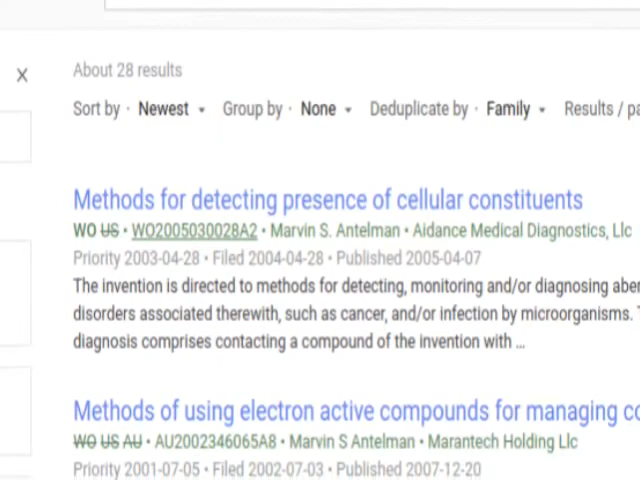 X
About 28 results
Sort by · Newest Group by · None Deduplicate by · Family Results /
Methods for detecting presence of cellular constituents
WO US • WO2005030028A2 • Marvin S. Antelman • Aidance Medical Diagnostics, Llc
Priority 2003-04-28 • Filed 2004-04-28 • Published 2005-04-07
The invention is directed to methods for detecting, monitoring and/or diagnosing
disorders associated therewith, such as cancer, and/or infection by microorganisms.
diagnosis comprises contacting a compound of the invention with ...
Methods of using electron active compounds for managing
WO US AU • AU2002346065A8 • Marvin S Antelman • Marantech Holding Llc
Priority 2001-07-05 • Filed 2002-07-03 • Published 2007-12-20